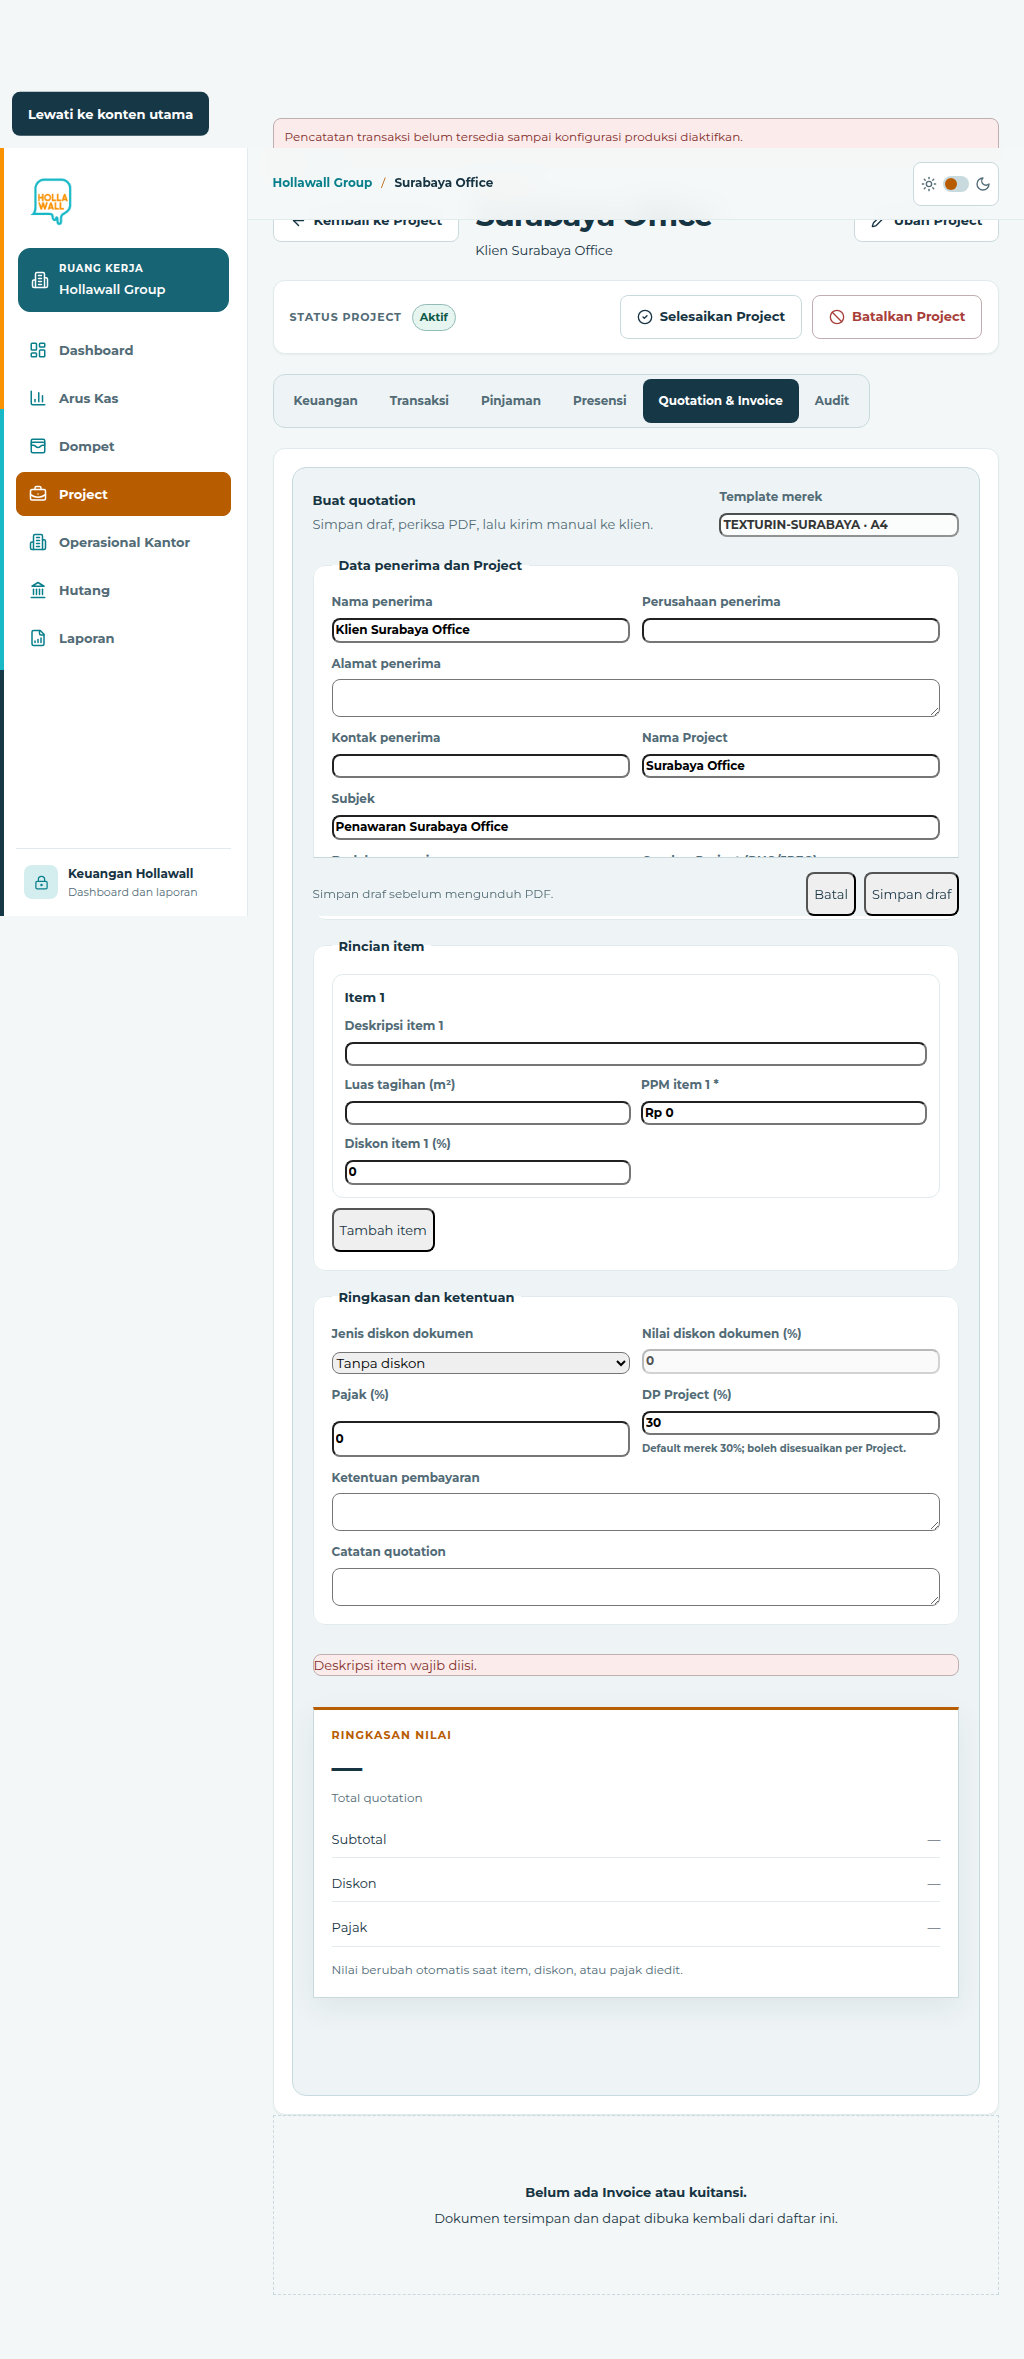 Lewati ke konten utama
Pencatatan transaksi belum tersedia sampai konfigurasi produksi diaktifkan.
HOLLA
WALL
Hollawall Group / Surabaya Office
Kembali ke Project
Surabaya Office
Ubah Project
Klien Surabaya Office
RUANG KERJA
Hollawall Group
Dashboard
Arus Kas
Dompet
Project
Operasional Kantor
Hutang
Laporan
Keuangan Hollawall
Dashboard dan laporan
STATUS PROJECT Aktif
Selesaikan Project
Batalkan Project
Keuangan Transaksi Pinjaman Presensi Quotation & Invoice Audit
Buat quotation
Simpan draf, periksa PDF, lalu kirim manual ke klien.
Template merek
TEXTURIN-SURABAYA · A4
Data penerima dan Project
Nama penerima
Klien Surabaya Office
Perusahaan penerima
Alamat penerima
Kontak penerima
Nama Project
Surabaya Office
Subjek
Penawaran Surabaya Office
Simpan draf sebelum mengunduh PDF.
Batal
Simpan draf
Rincian item
Item 1
Deskripsi item 1
Luas tagihan (m²)
PPM item 1 *
Rp 0
Diskon item 1 (%)
0
Tambah item
Ringkasan dan ketentuan
Jenis diskon dokumen
Tanpa diskon
Nilai diskon dokumen (%)
0
Pajak (%)
0
DP Project (%)
30
Default merek 30%; boleh disesuaikan per Project.
Ketentuan pembayaran
Catatan quotation
Deskripsi item wajib diisi.
RINGKASAN NILAI
—
Total quotation
Subtotal —
Diskon —
Pajak —
Nilai berubah otomatis saat item, diskon, atau pajak diedit.
Belum ada Invoice atau kuitansi.
Dokumen tersimpan dan dapat dibuka kembali dari daftar ini.